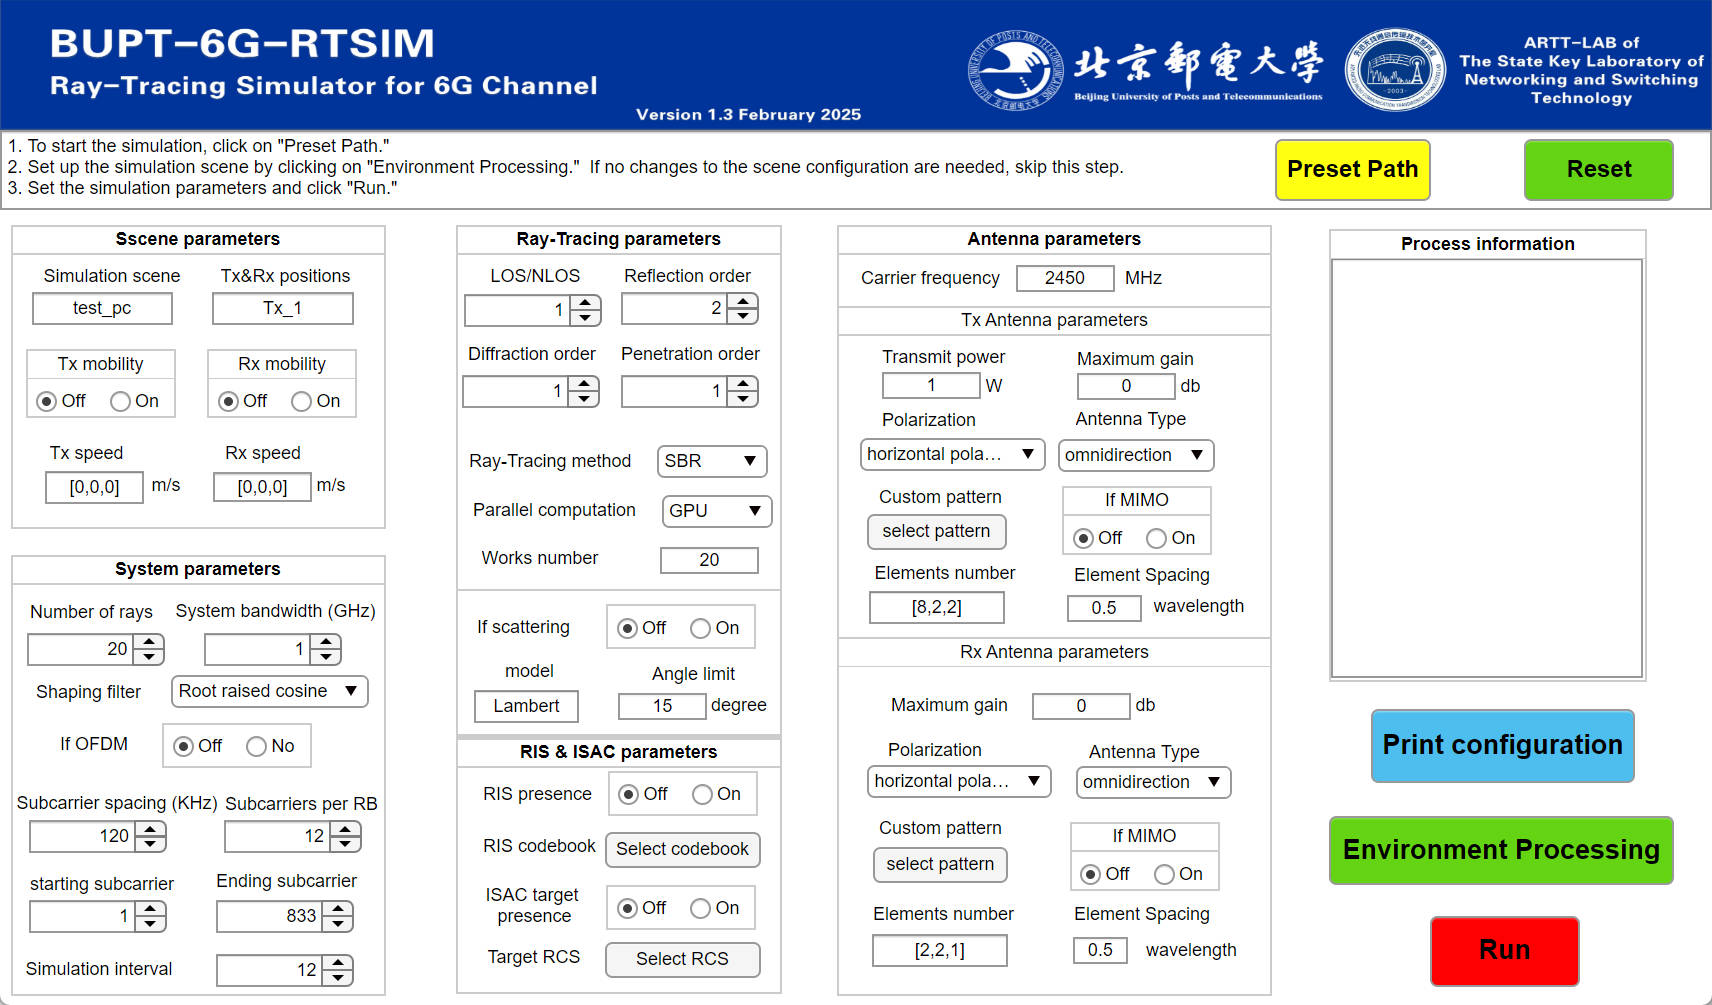 BUPT-6G-RTSIM
Ray-Tracing Simulator for 6G Channel
Version 1.3 February 2025
北京郵電大學
Beijing University of Posts and Telecommunications
2003
ARTT-LAB of
The State Key Laboratory of
Networking and Switching
Technology
1. To start the simulation, click on "Preset Path."
2. Set up the simulation scene by clicking on "Environment Processing."  If no changes to the scene configuration are needed, skip this step.
3. Set the simulation parameters and click "Run."
Preset Path
Reset
Sscene parameters
Simulation scene Tx&Rx positions
test_pc Tx_1
Tx mobility Rx mobility
Off On Off On
Tx speed Rx speed
[0,0,0] m/s [0,0,0] m/s
System parameters
Number of rays System bandwidth (GHz)
20 1
Shaping filter Root raised cosine
If OFDM Off No
Subcarrier spacing (KHz) Subcarriers per RB
120 12
starting subcarrier Ending subcarrier
1 833
Simulation interval 12
Ray-Tracing parameters
LOS/NLOS Reflection order
1 2
Diffraction order Penetration order
1 1
Ray-Tracing method SBR
Parallel computation GPU
Works number 20
If scattering Off On
model Angle limit
Lambert 15 degree
RIS & ISAC parameters
RIS presence Off On
RIS codebook Select codebook
ISAC target
presence Off On
Target RCS Select RCS
Antenna parameters
Carrier frequency 2450 MHz
Tx Antenna parameters
Transmit power Maximum gain
1 W 0 db
Polarization Antenna Type
horizontal pola... omnidirection
Custom pattern If MIMO
select pattern Off On
Elements number Element Spacing
[8,2,2] 0.5 wavelength
Rx Antenna parameters
Maximum gain 0 db
Polarization Antenna Type
horizontal pola... omnidirection
Custom pattern If MIMO
select pattern Off On
Elements number Element Spacing
[2,2,1] 0.5 wavelength
Process information
Print configuration
Environment Processing
Run